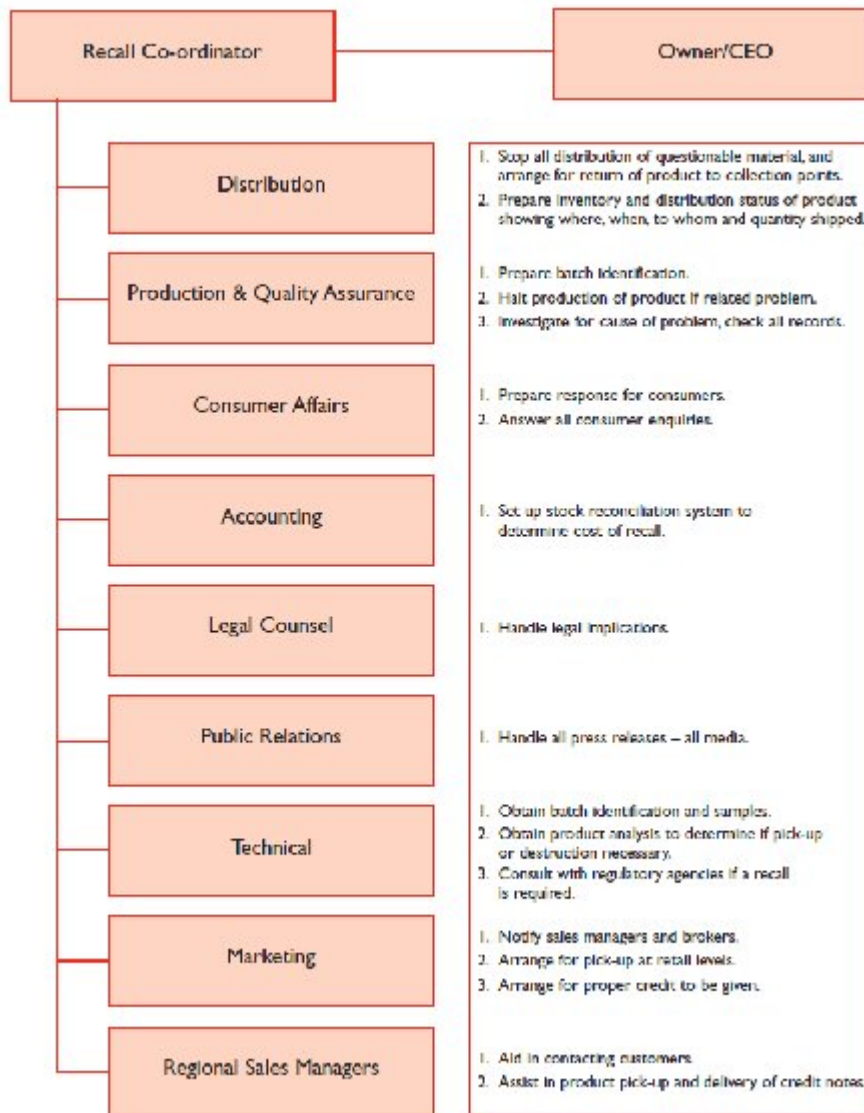 Recall Co-ordinator
Owner/CEO
Distribution
1. Stop all distribution of questionable material, and
arrange for return of product to collection points.
2. Prepare inventory and distribution status of product
showing where, when, to whom and quantity shipped.
Production & Quality Assurance
1. Prepare batch identification.
2. Halt production of product if related problem.
3. Investigate for cause of problem, check all records.
Consumer Affairs
1. Prepare response for consumers.
2. Answer all consumer enquiries.
Accounting
1. Set up stock reconciliation system to
determine cost of recall.
Legal Counsel
1. Handle legal implications.
Public Relations
1. Handle all press releases – all media.
Technical
1. Obtain batch identification and samples.
2. Obtain product analysis to determine if pick-up
or destruction necessary.
3. Consult with regulatory agencies if a recall
is required.
Marketing
1. Notify sales managers and brokers.
2. Arrange for pick-up at retail levels.
3. Arrange for proper credit to be given.
Regional Sales Managers
1. Aid in contacting customers.
2. Assist in product pick-up and delivery of credit notes